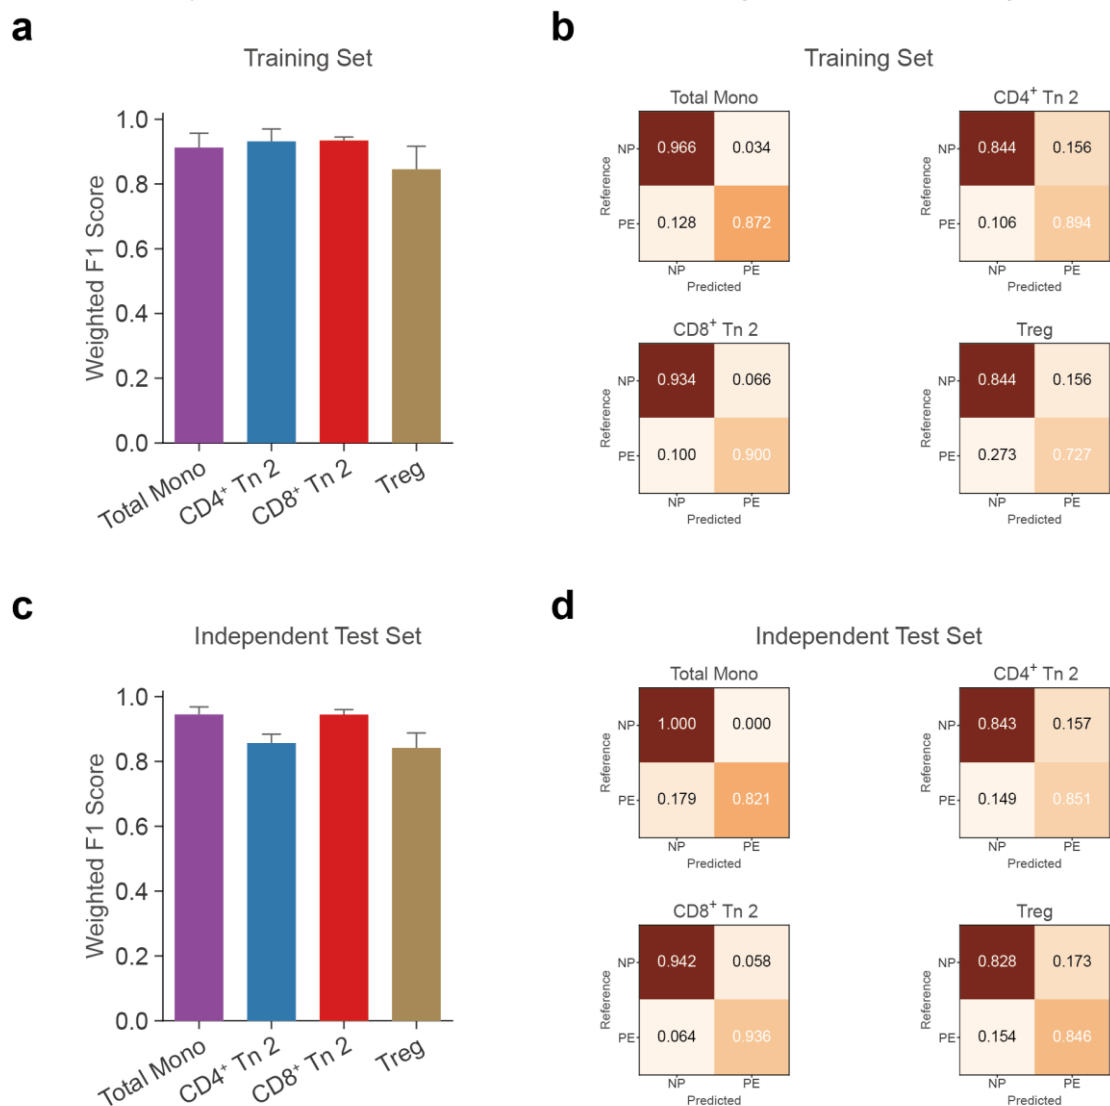 a
Training Set
Weighted F1 Score
1.0
0.8
0.6
0.4
0.2
0.0
Total Mono
CD4⁺ Tn 2
CD8⁺ Tn 2
Treg
b
Training Set
Total Mono
Reference
NP
0.966 0.034
PE
0.128 0.872
NP PE
Predicted
CD4⁺ Tn 2
Reference
NP
0.844 0.156
PE
0.106 0.894
NP PE
Predicted
CD8⁺ Tn 2
Reference
NP
0.934 0.066
PE
0.100 0.900
NP PE
Predicted
Treg
Reference
NP
0.844 0.156
PE
0.273 0.727
NP PE
Predicted
c
Independent Test Set
Weighted F1 Score
1.0
0.8
0.6
0.4
0.2
0.0
Total Mono
CD4⁺ Tn 2
CD8⁺ Tn 2
Treg
d
Independent Test Set
Total Mono
Reference
NP
1.000 0.000
PE
0.179 0.821
NP PE
Predicted
CD4⁺ Tn 2
Reference
NP
0.843 0.157
PE
0.149 0.851
NP PE
Predicted
CD8⁺ Tn 2
Reference
NP
0.942 0.058
PE
0.064 0.936
NP PE
Predicted
Treg
Reference
NP
0.828 0.173
PE
0.154 0.846
NP PE
Predicted